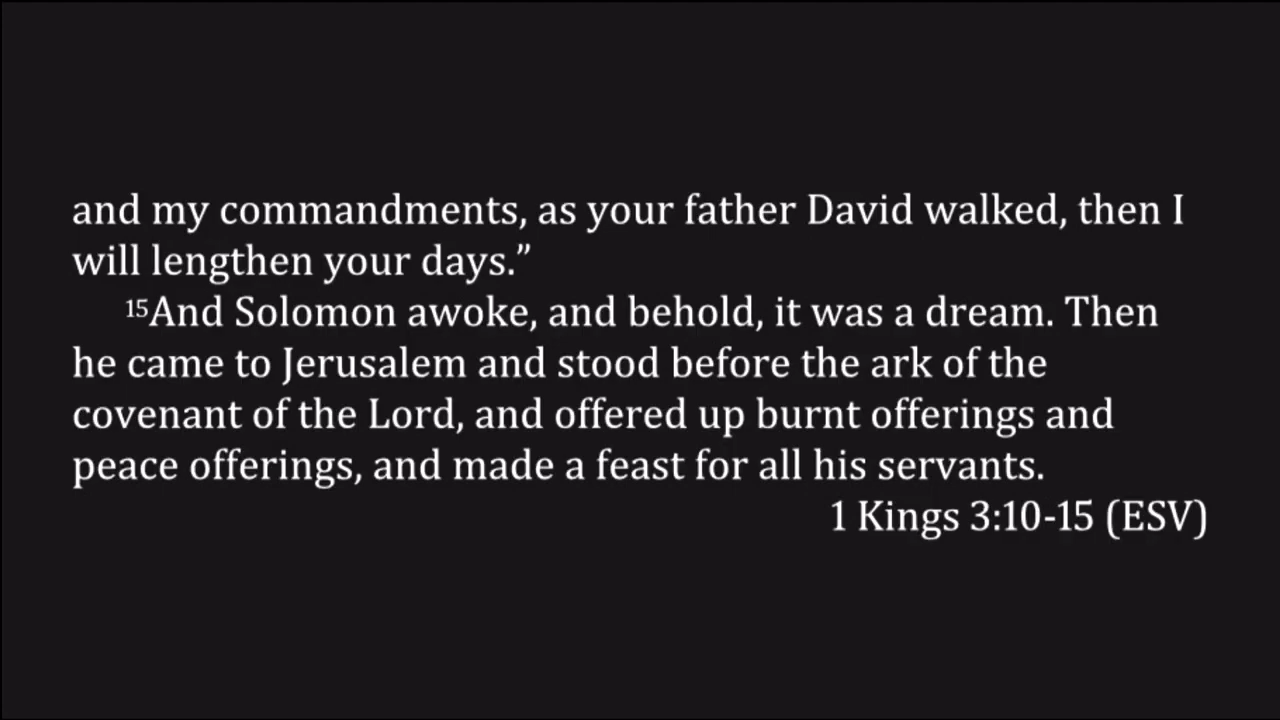 and my commandments, as your father David walked, then I
will lengthen your days.”
15And Solomon awoke, and behold, it was a dream. Then
he came to Jerusalem and stood before the ark of the
covenant of the Lord, and offered up burnt offerings and
peace offerings, and made a feast for all his servants.
1 Kings 3:10-15 (ESV)